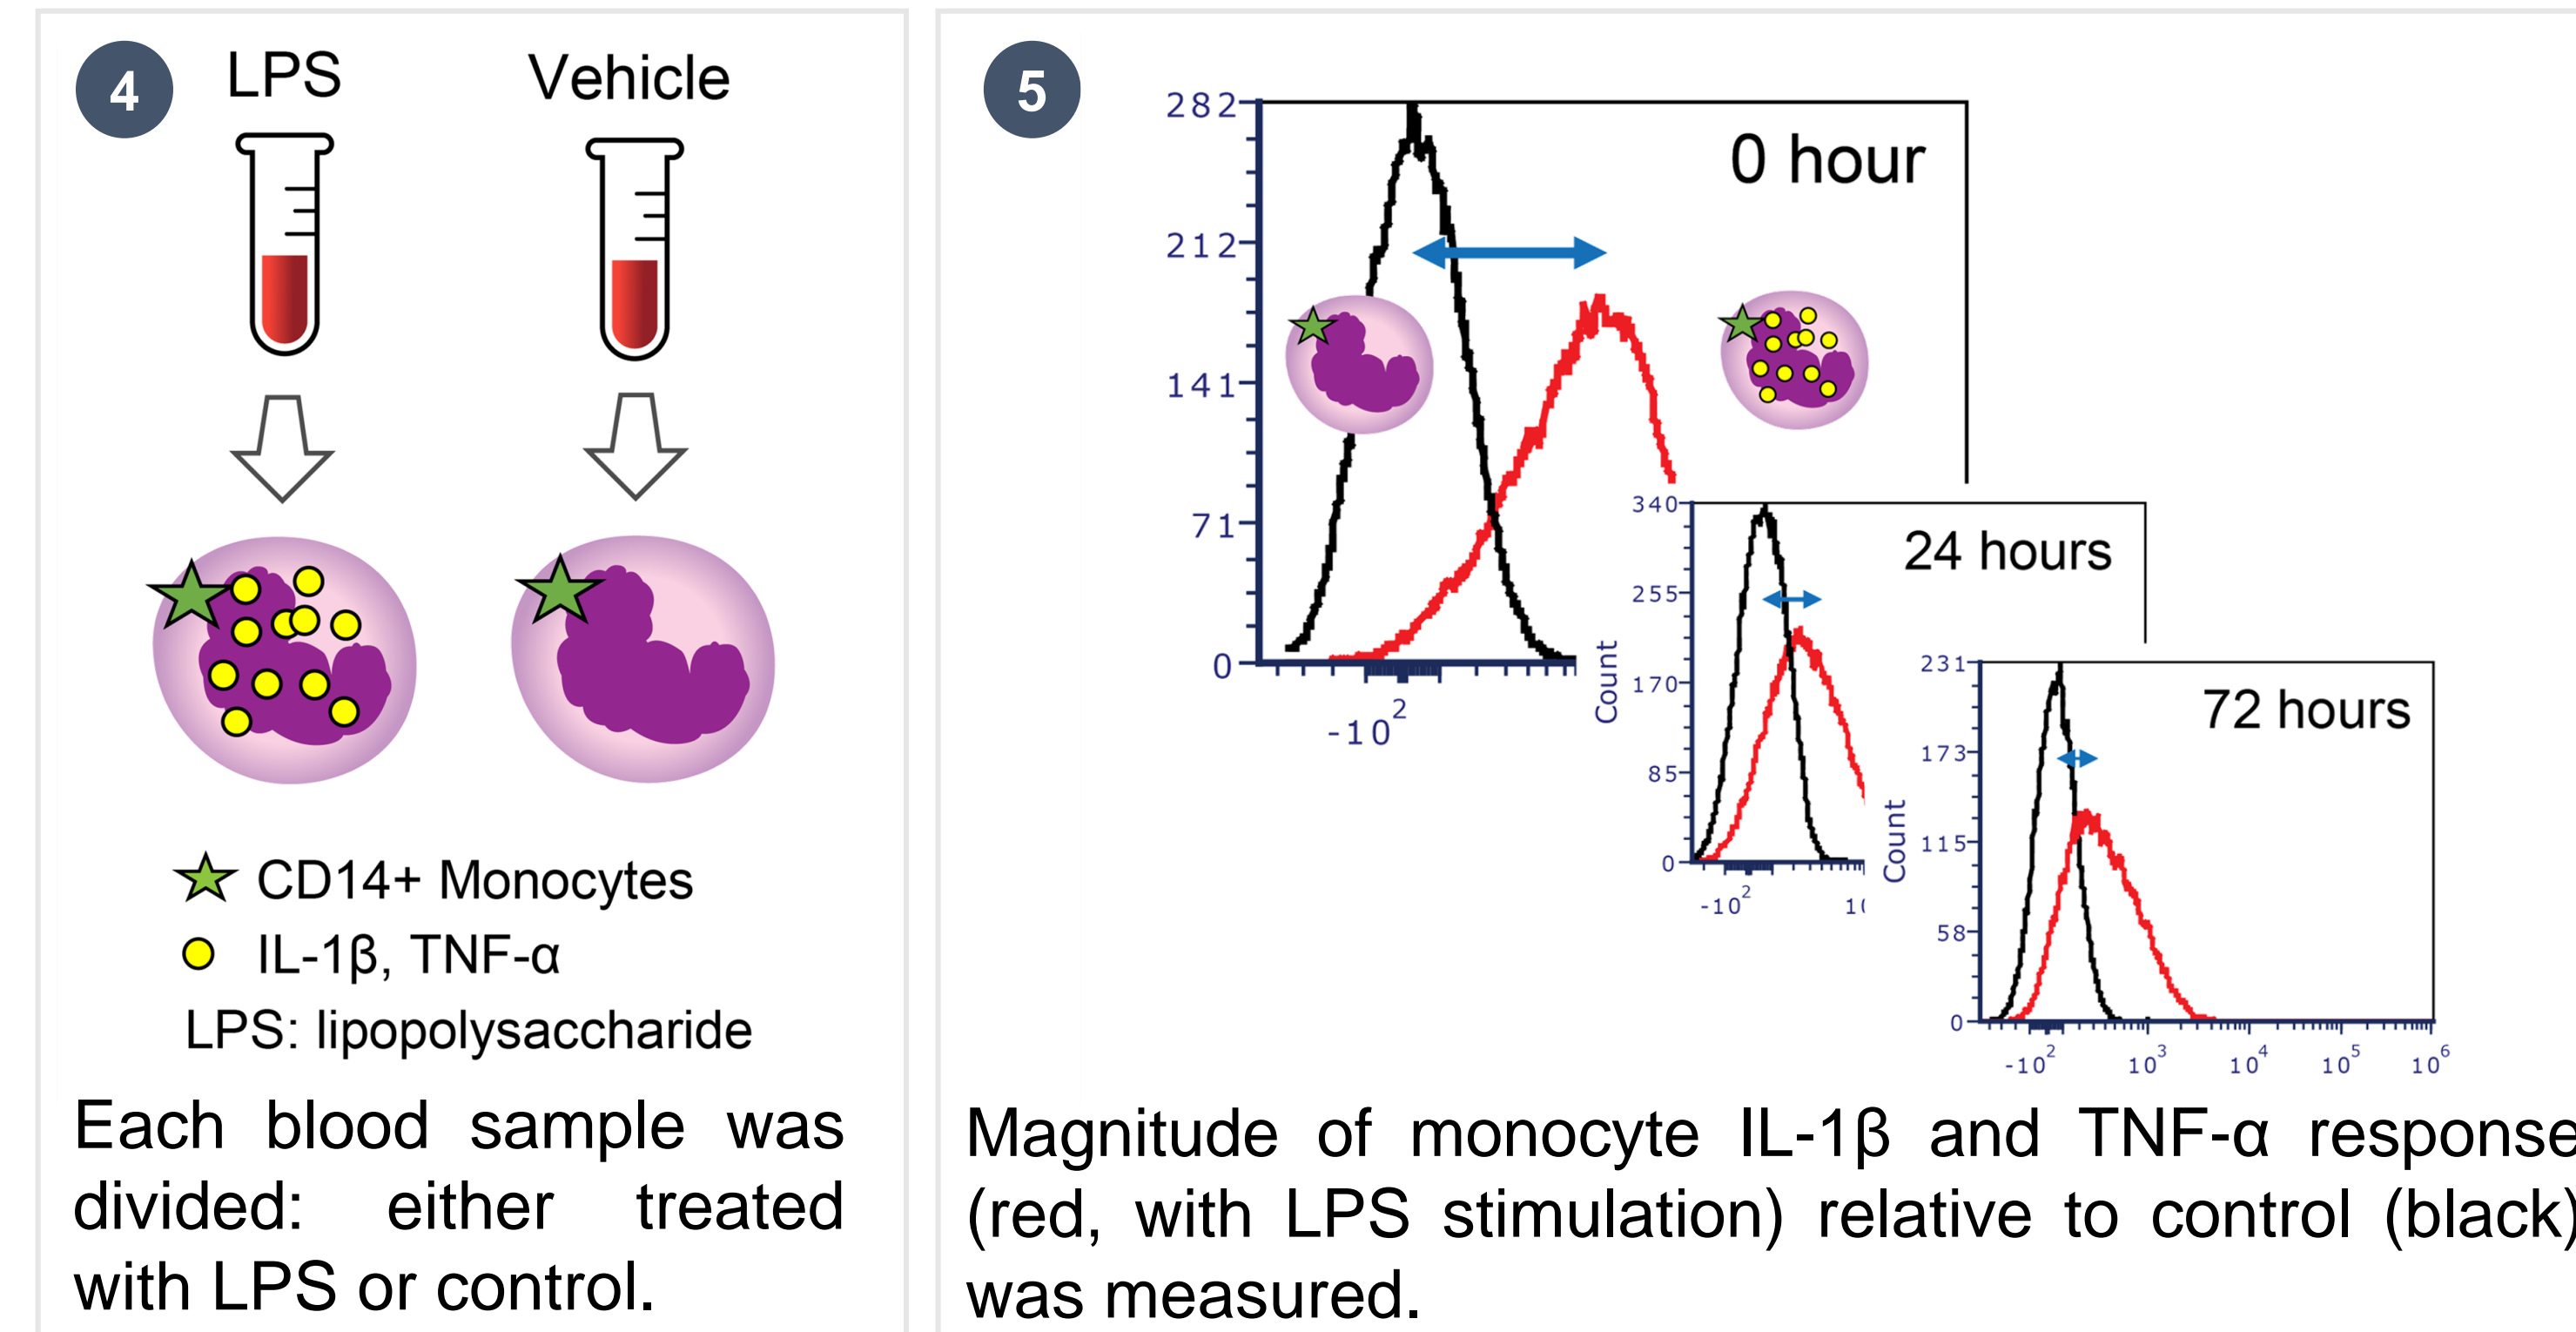 4
LPS
Vehicle
CD14+ Monocytes
IL-1β, TNF-α
LPS: lipopolysaccharide
Each blood sample was
divided: either treated
with LPS or control.
5
0 hour
282
212
141
71
0
-10²
24 hours
Count
340
255
170
85
0
-10²
72 hours
Count
231
173
115
58
0
-10² 10³ 10⁴ 10⁵ 10⁶
Magnitude of monocyte IL-1β and TNF-α response
(red, with LPS stimulation) relative to control (black)
was measured.